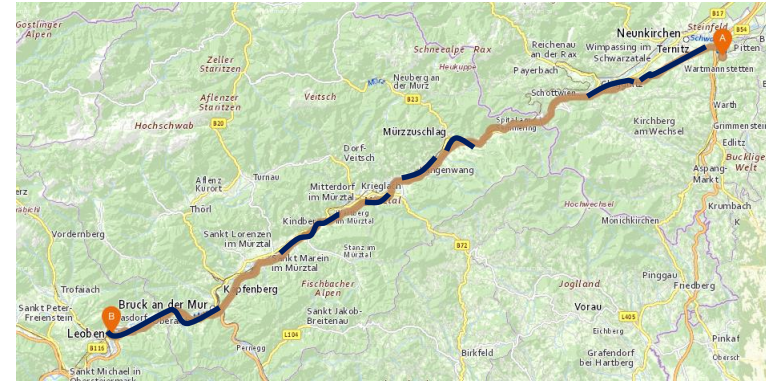 Göstlinger
Alpen
B17
Steinfeld
Neunkirchen
B54
A
Zeller
Staritzen
Schneealpe
Rax
Reichenau
an der Rax
Wimpassing im
Schwarzatale
Ternitz
Pitten
Heukuppe
Payerbach
Wartmannstetten
Aflenzer
Staritzen
Veitsch
Mürz
Neuberg an
der Mürz
B23
Schottwien
Warth
Hochschwab
B20
Mürzzuschlag
Kirchberg
am Wechsel
Grimmenstein
Edlitz
Dorf-
Veitsch
Bucklige
Welt
Aspang-
Markt
Aflenz
Kurort
Turnau
Mitterdorf
im Mürztal
Krieglach
Hochwechsel
Krumbach
Thörl
Kindberg
Mönichkirchen
K
Vordernberg
Sankt Lorenzen
im Mürztal
Stanz im
Mürztal
B72
Sankt Marein
im Mürztal
Pinggau
Trofaiach
Kapfenberg
Fischbacher
Alpen
Joglland
Friedberg
Bruck an der Mur
B
Sankt Peter-
Freienstein
Sankt Jakob-
Breitenau
Vorau
L405
Leoben
L104
Eichberg
Pinkaf
B116
Pernegg
Birkfeld
Grafendorf
bei Hartberg
Obersch
Sankt Michael in
Obersteiermark